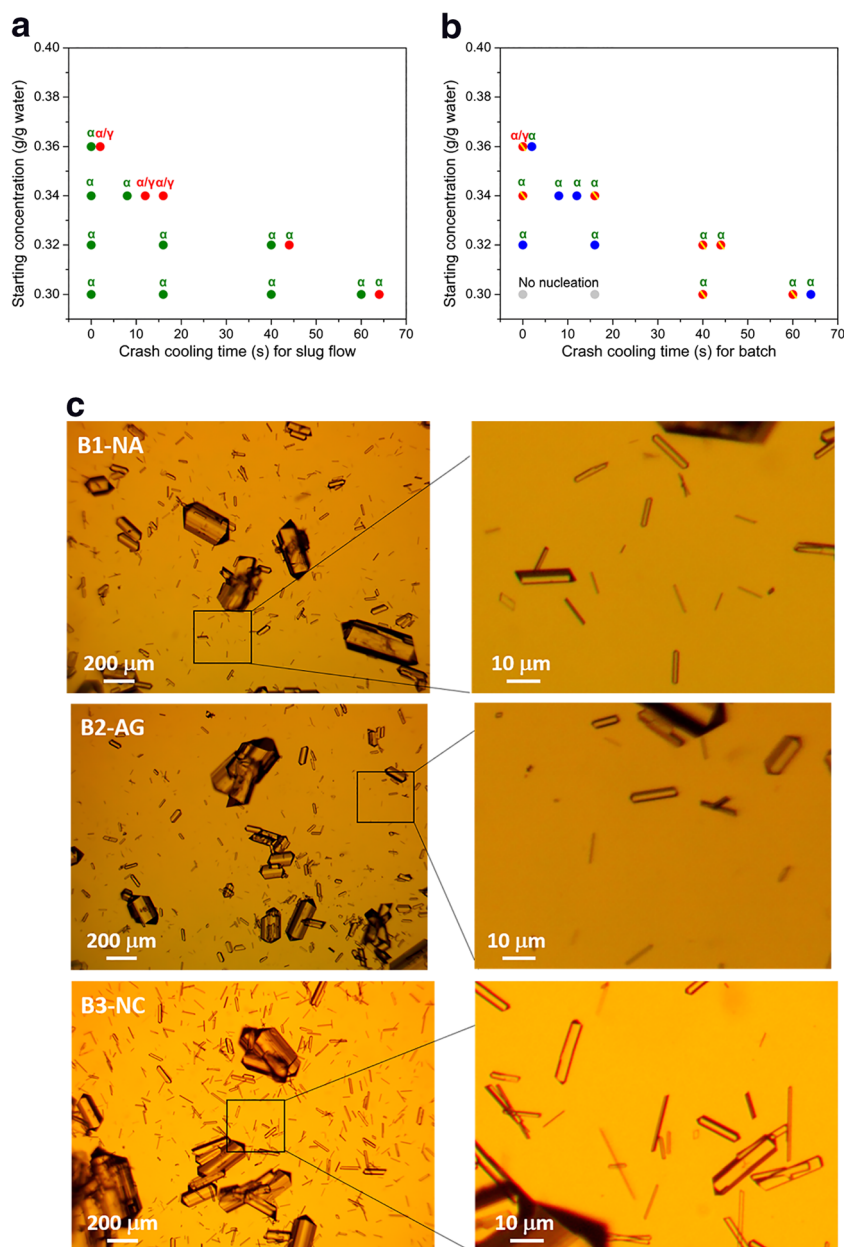 a
0.40
0.38
0.36
0.34
0.32
0.30
Starting concentration (g/g water)
α α/γ
α α α/γ α/γ
α α α α
α α α α α
0 10 20 30 40 50 60 70
Crash cooling time (s) for slug flow
b
0.40
0.38
0.36
0.34
0.32
0.30
Starting concentration (g/g water)
α/γ α
α α α α
α α α α
No nucleation α α α
0 10 20 30 40 50 60 70
Crash cooling time (s) for batch
c
B1-NA
200 μm
10 μm
B2-AG
200 μm
10 μm
B3-NC
200 μm
10 μm